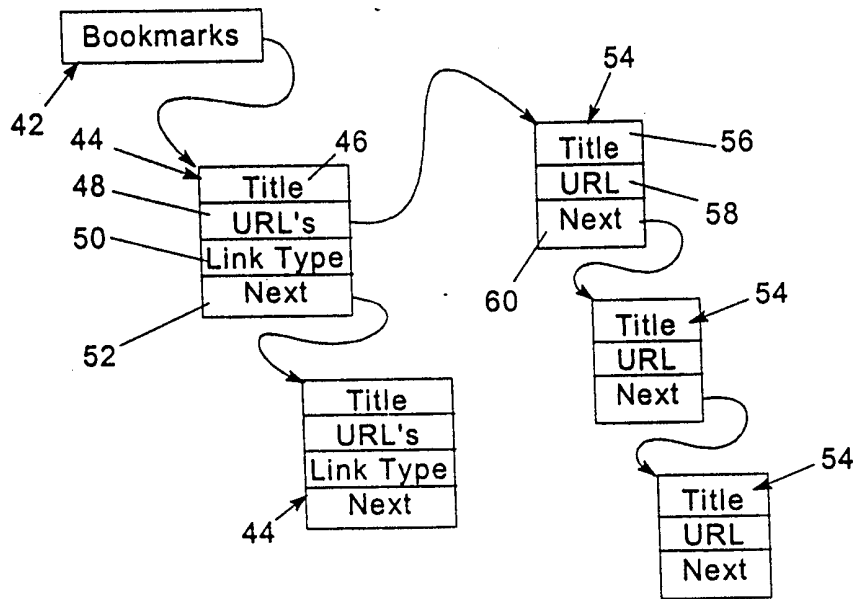 Bookmarks
42
44
46
Title
48
URL's
50
Link Type
Next
52
Title
URL's
Link Type
Next
44
54
Title
56
URL
58
Next
60
Title
54
URL
Next
Title
54
URL
Next